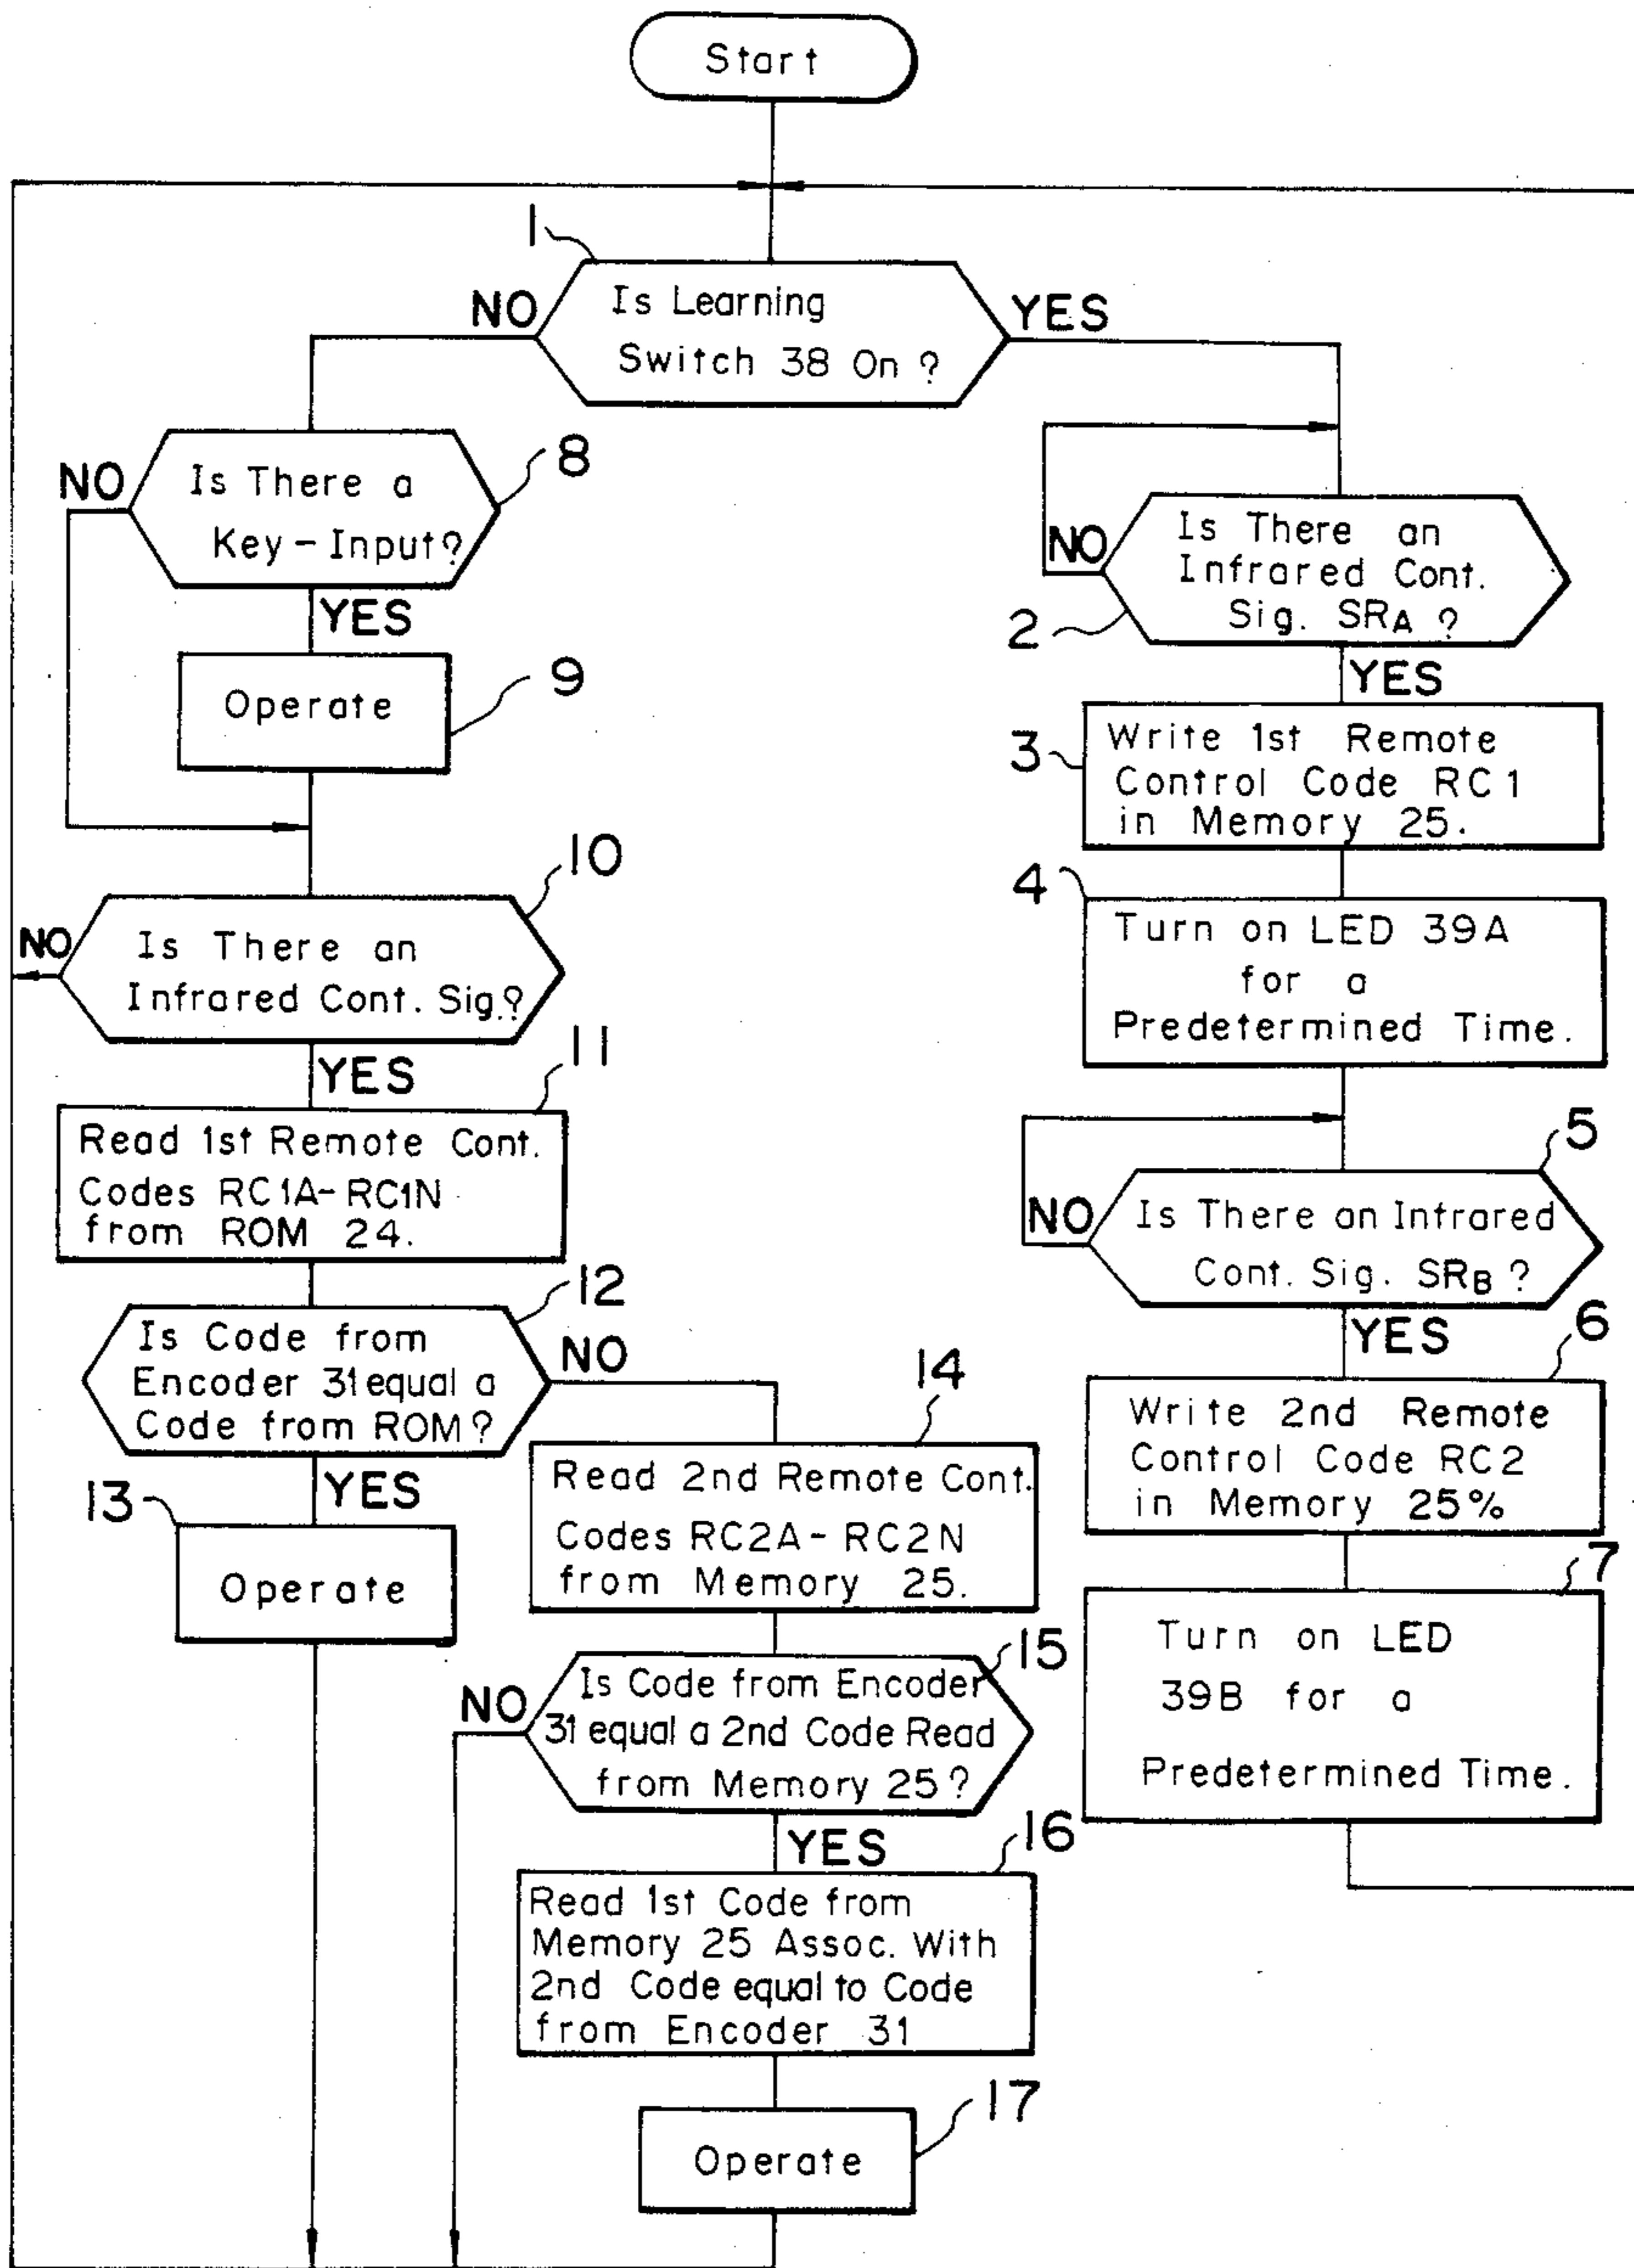 Start
1
NO
Is Learning
Switch 38 On ?
YES
8
NO
Is There a
Key-Input?
YES
9
Operate
10
NO
Is There an
Infrared Cont. Sig.?
YES
11
Read 1st Remote Cont.
Codes RC1A-RC1N
from ROM 24.
12
Is Code from
Encoder 31 equal a
Code from ROM?
NO
YES
13
Operate
14
Read 2nd Remote Cont.
Codes RC2A-RC2N
from Memory 25.
15
NO
Is Code from Encoder
31 equal a 2nd Code Read
from Memory 25?
YES
16
Read 1st Code from
Memory 25 Assoc. With
2nd Code equal to Code
from Encoder 31
17
Operate
NO
Is There an
Infrared Cont.
Sig. SRA ?
2
YES
3
Write 1st Remote
Control Code RC1
in Memory 25.
4
Turn on LED 39A
for a
Predetermined Time.
5
NO
Is There an Infrared
Cont. Sig. SRB ?
YES
6
Write 2nd Remote
Control Code RC2
in Memory 25%
7
Turn on LED
39B for a
Predetermined Time.